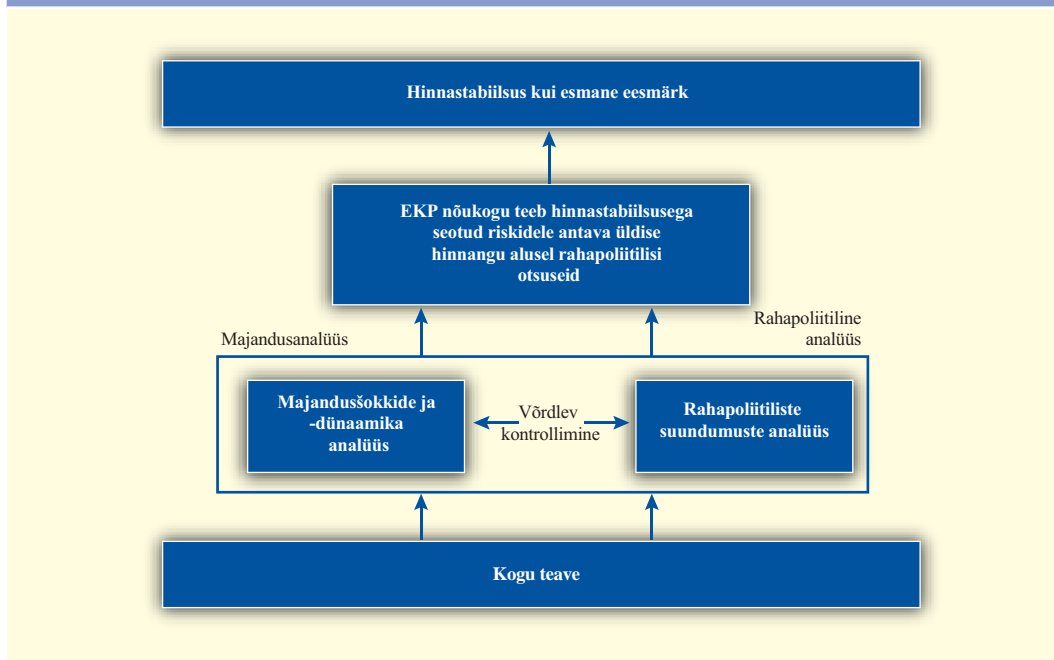 Hinnastabiilsus kui esmane eesmärk
EKP nõukogu teeb hinnastabiilsusega
seotud riskidele antava üldise
hinnangu alusel rahapoliitilisi
otsuseid
Majandusanalüüs
Rahapoliitiline
analüüs
Majandusšokkide ja
-dünaamika
analüüs
Võrdlev
kontrollimine
Rahapoliitiliste
suundumuste analüüs
Kogu teave